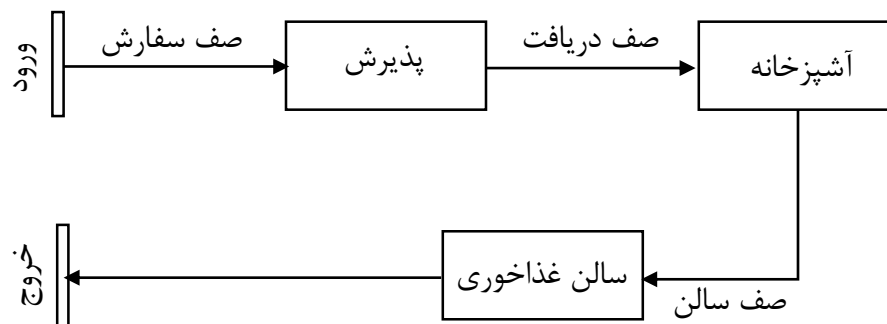 ورود
صف سفارش
پذیرش
صف دریافت
آشپزخانه
صف سالن
سالن غذاخوری
خروج